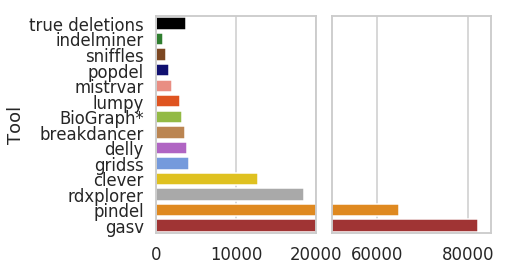 Tool
true deletions
indelminer
sniffles
popdel
mistrvar
lumpy
BioGraph*
breakdancer
delly
gridss
clever
rdxplorer
pindel
gasv
0 10000 20000 60000 80000